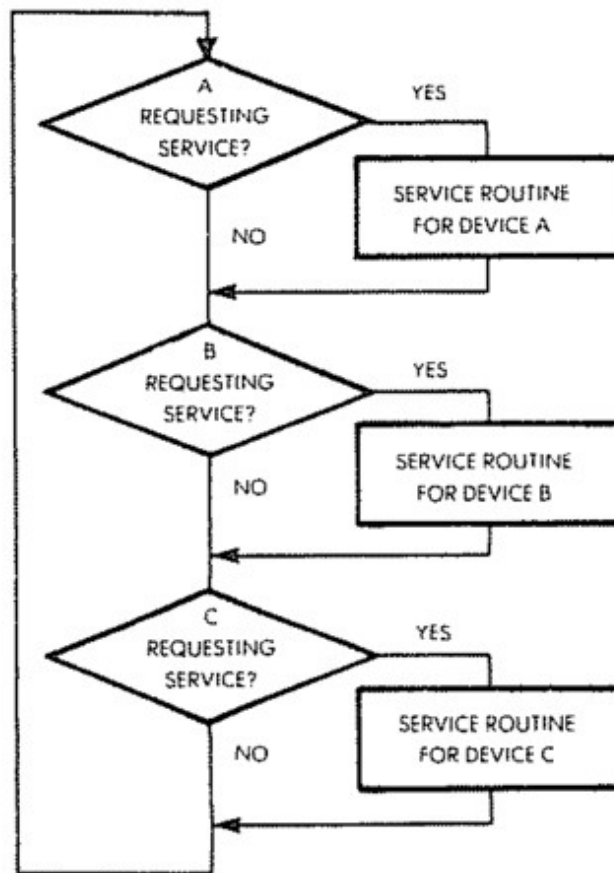 A
REQUESTING
SERVICE?
YES
SERVICE ROUTINE
FOR DEVICE A
NO
B
REQUESTING
SERVICE?
YES
SERVICE ROUTINE
FOR DEVICE B
NO
C
REQUESTING
SERVICE?
YES
SERVICE ROUTINE
FOR DEVICE C
NO